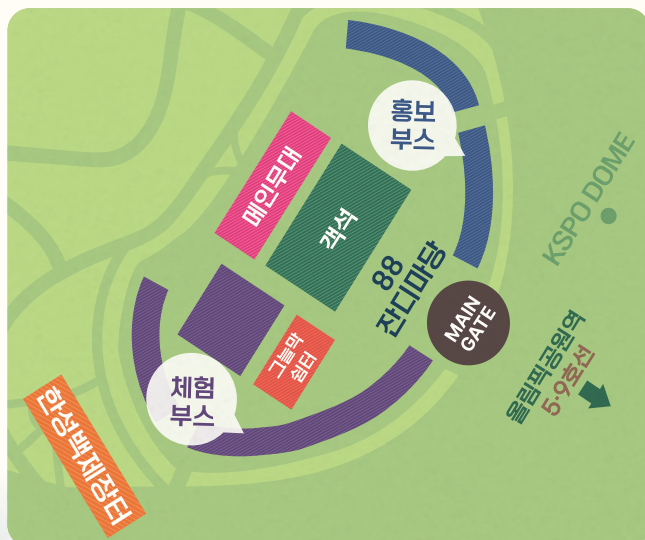 홍보
부스
메인무대
객석
KSPO DOME
88
잔디마당
MAIN
GATE
그늘막
쉼터
올림픽공원역
5·9호선
체험
부스
한성백제장터